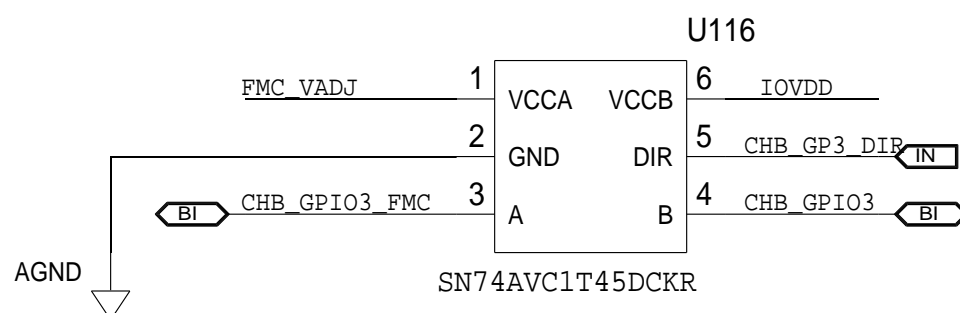 U116
FMC_VADJ 1 VCCA VCCB 6 IOVDD
2 GND DIR 5 CHB_GP3_DIR IN
BI CHB_GPIO3_FMC 3 A B 4 CHB_GPIO3 BI
AGND
SN74AVC1T45DCKR